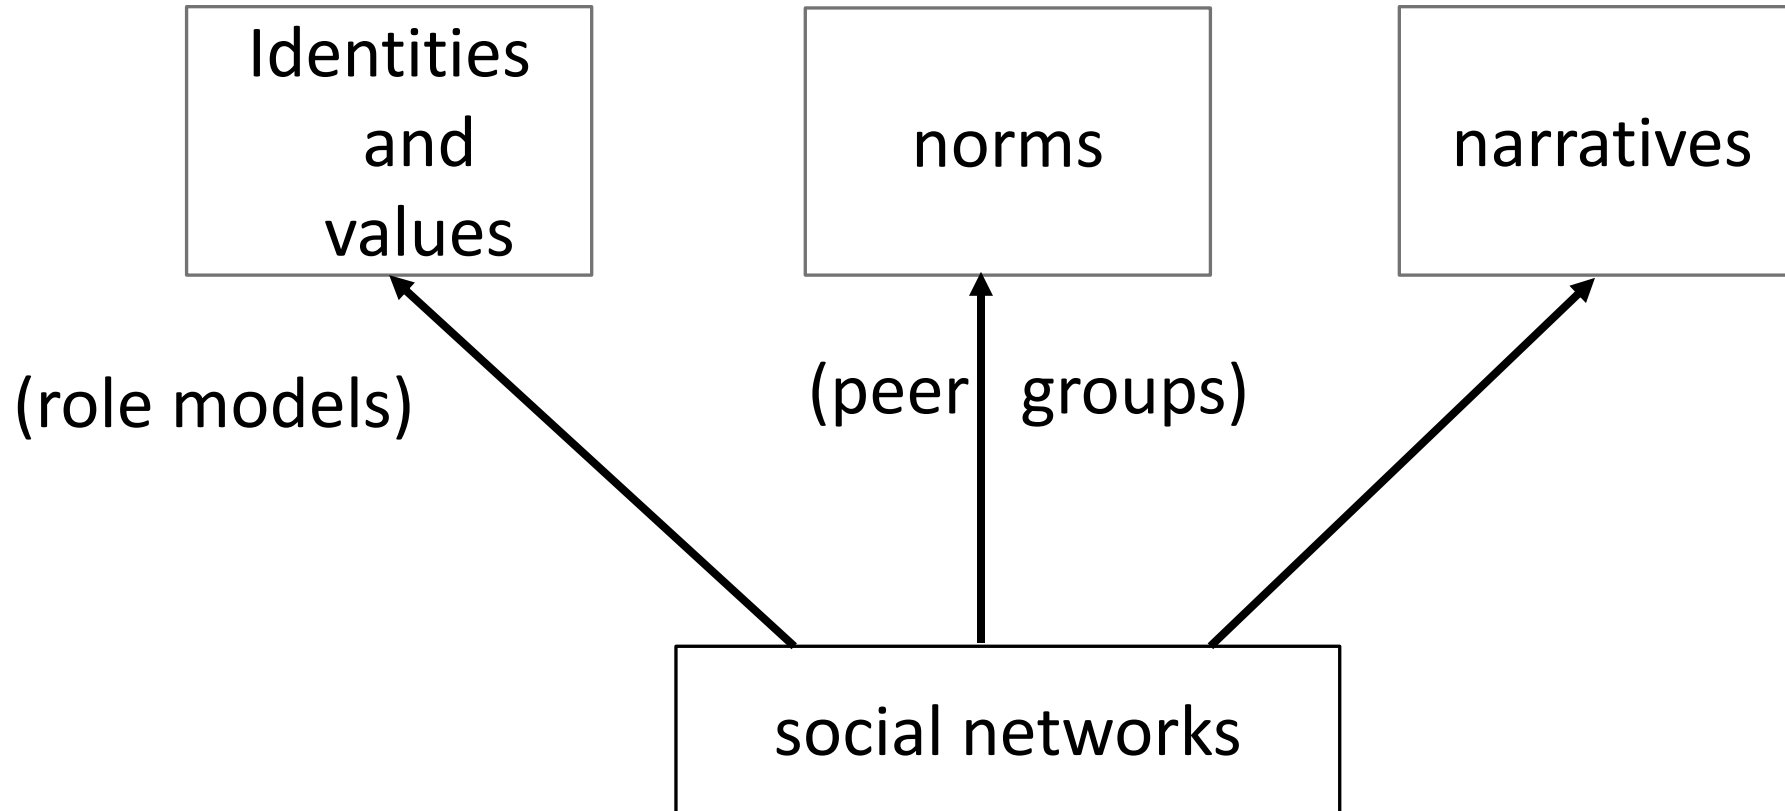 Identities
and
values
norms
narratives
(role models)
(peer groups)
social networks